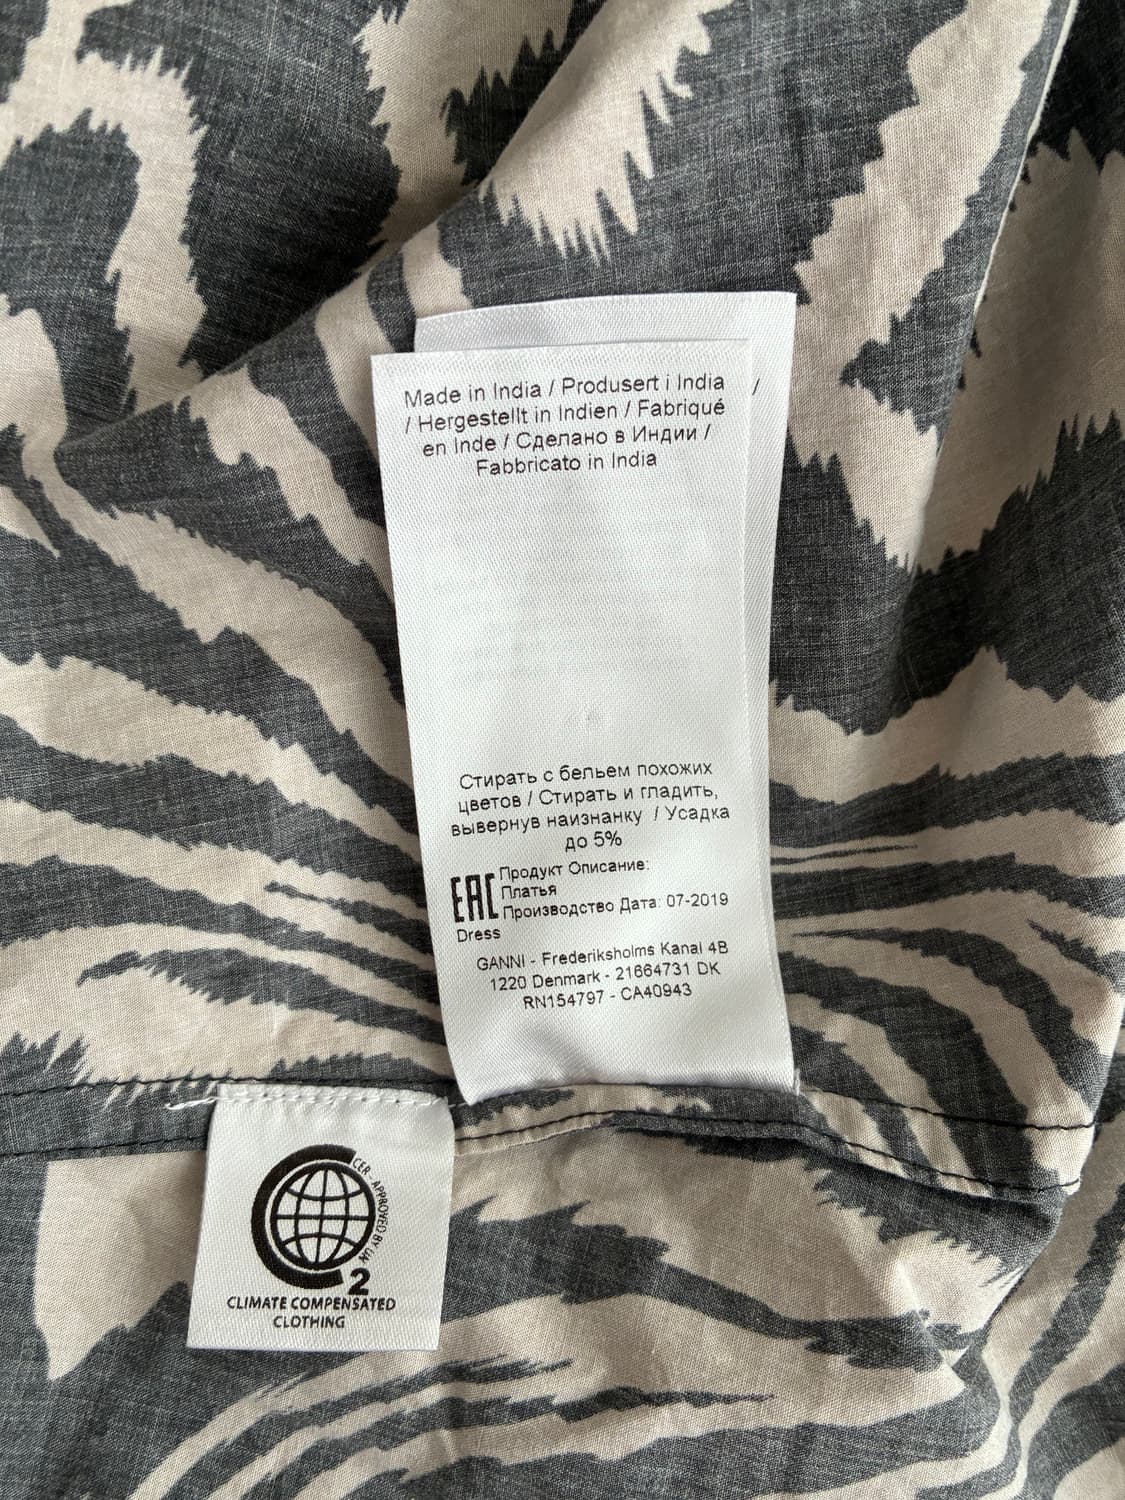 Made in India / Produsert i India
/ Hergestellt in Indien / Fabriqué
en Inde / Сделано в Индии /
Fabbricato in India
/
Стирать с бельем похожих
цветов / Стирать и гладить,
вывернув наизнанку / Усадка
до 5%
EAC
Продукт Описание:
Платья
Производство Дата: 07-2019
Dress
GANNI - Frederiksholms Kanal 4B
1220 Denmark - 21664731 DK
RN154797 - CA40943
CER - APPROVED BY UN
2
CLIMATE COMPENSATED
CLOTHING